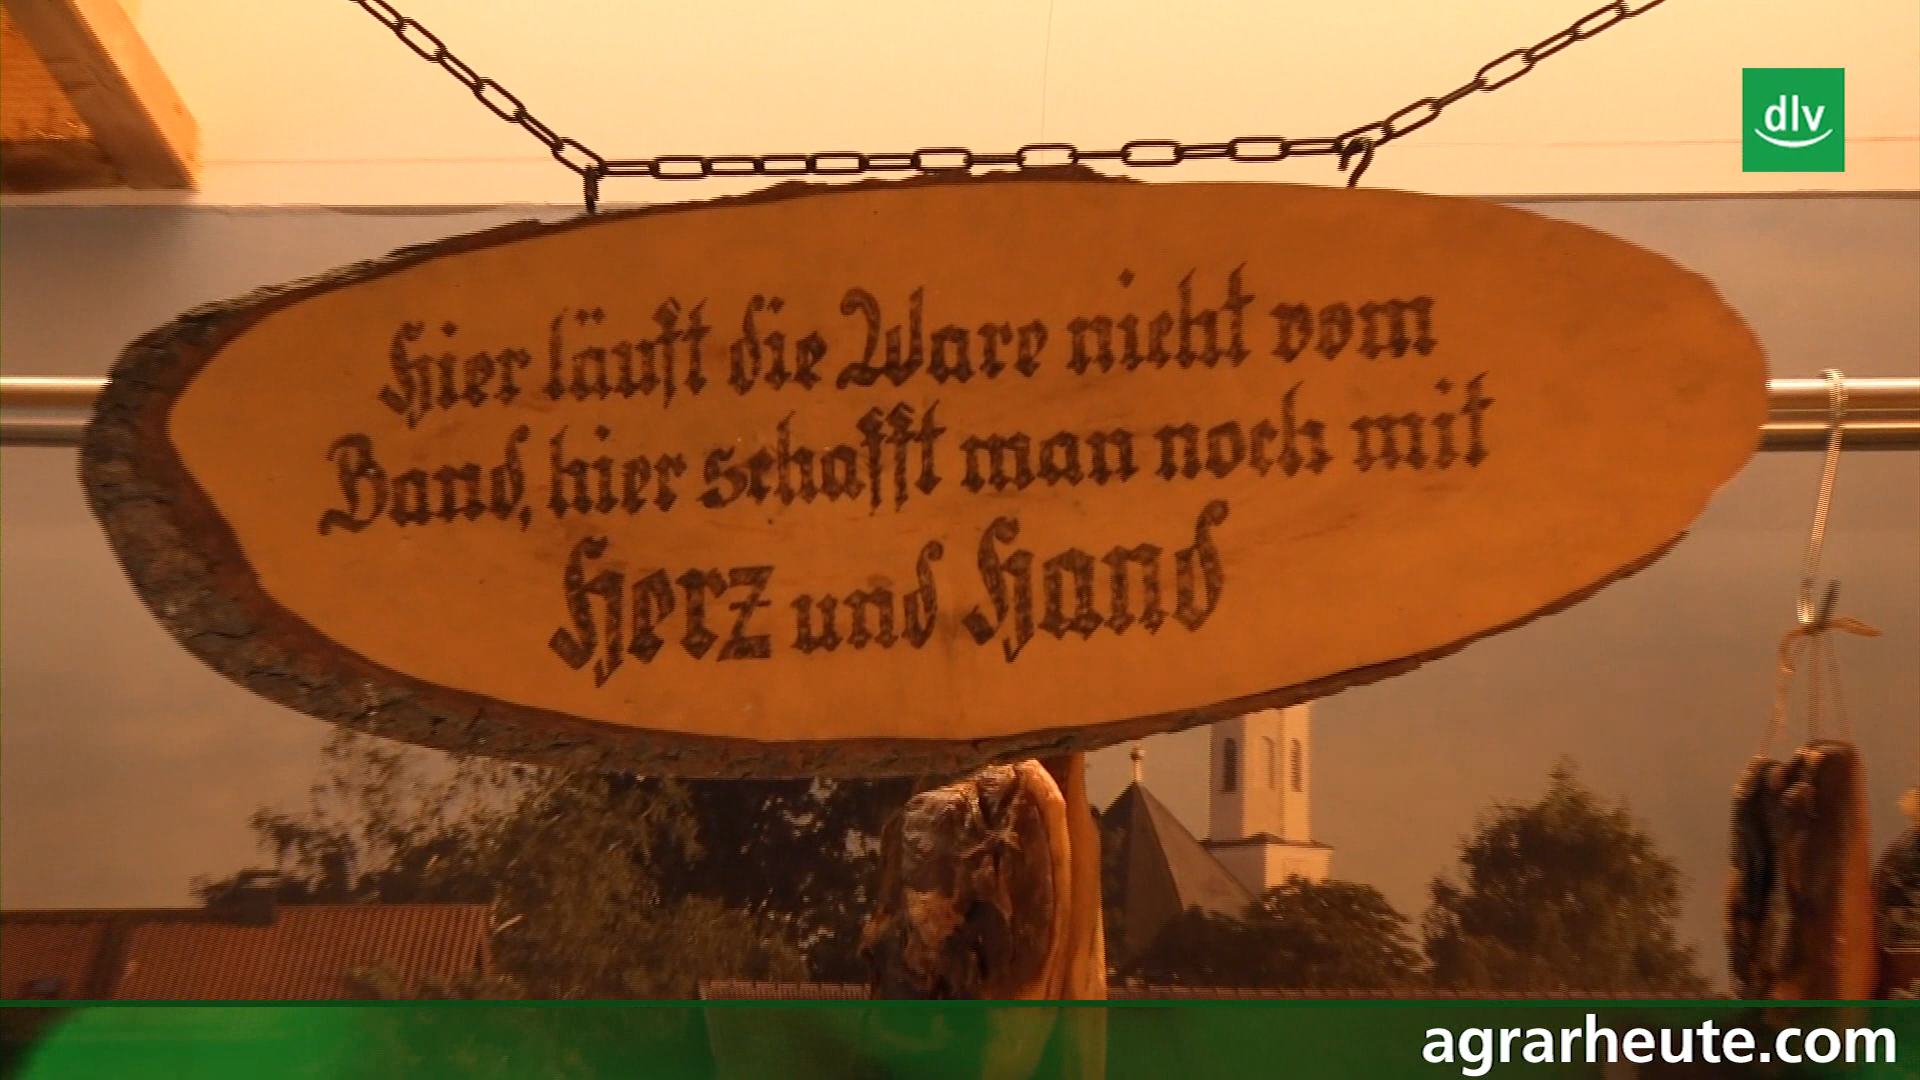 dlv
Hier läuft die Ware nicht vom
Band, hier schafft man noch mit
Herz und Hand
agrarheute.com